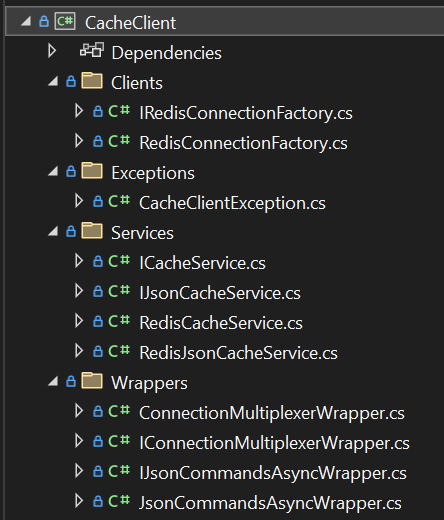 C# CacheClient
Dependencies
Clients
C# IRedisConnectionFactory.cs
C# RedisConnectionFactory.cs
Exceptions
C# CacheClientException.cs
Services
C# ICacheService.cs
C# IJsonCacheService.cs
C# RedisCacheService.cs
C# RedisJsonCacheService.cs
Wrappers
C# ConnectionMultiplexerWrapper.cs
C# IConnectionMultiplexerWrapper.cs
C# IJsonCommandsAsyncWrapper.cs
C# JsonCommandsAsyncWrapper.cs